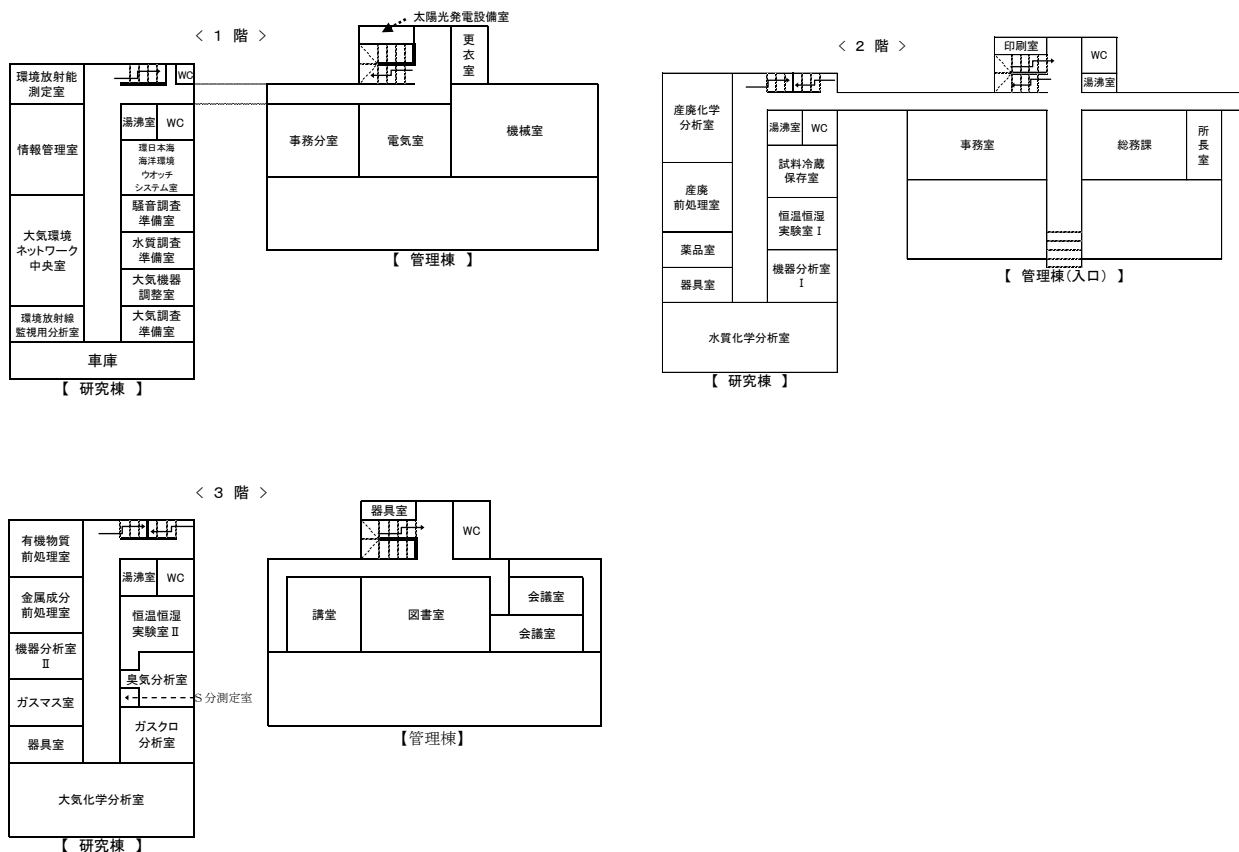 ＜ 1 階 ＞
太陽光発電設備室
更
衣
室
環境放射能
測定室
WC
湯沸室
WC
情報管理室
環日本海
海洋環境
ウオッチ
システム室
騒音調査
準備室
大気環境
ネットワーク
中央室
水質調査
準備室
大気機器
調整室
環境放射線
監視用分析室
大気調査
準備室
車庫
【 研究棟 】
事務分室
電気室
機械室
【 管理棟 】
＜ 2 階 ＞
印刷室
WC
湯沸室
産廃化学
分析室
湯沸室
WC
試料冷蔵
保存室
産廃
前処理室
恒温恒湿
実験室Ⅰ
薬品室
機器分析室
Ⅰ
器具室
水質化学分析室
【 研究棟 】
事務室
総務課
所
長
室
【 管理棟(入口) 】
＜ 3 階 ＞
器具室
WC
有機物質
前処理室
湯沸室
WC
金属成分
前処理室
恒温恒湿
実験室Ⅱ
機器分析室
Ⅱ
臭気分析室
S分測定室
ガスマス室
ガスクロ
分析室
器具室
大気化学分析室
【 研究棟 】
講堂
図書室
会議室
会議室
【管理棟】